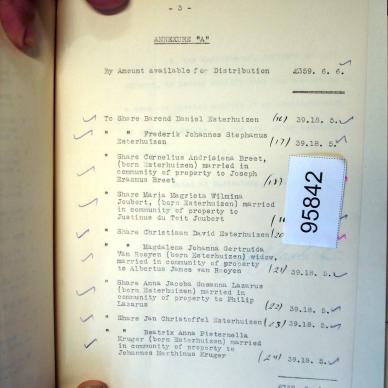 - 3 -
ANNEXURE "A"
By Amount available for Distribution £359. 6. 6.
To Share Barend Daniel Esterhuizen (16) 39.18. 5.
" " Frederik Johannes Stephanus
Esterhuizen (17) 39.18. 5.
" Share Cornelius Andriesiena Breet,
(born Esterhuizen) married in
community of property to Joseph
Erasmus Breet (18)
" Share Maria Magrieta Wilmina
Joubert, (born Esterhuizen) married
in community of property to
Justinus du Toit Joubert
" Share Christiaan David Esterhuizen (20
" " Magdalena Johanna Gertruida
Van Rooyen (born Esterhuizen) widow,
married in community of property
to Albertus James van Rooyen (21) 39.18. 5.
" Share Anna Jacoba Susanna Lazarus
(born Esterhuizen) married in
community of property to Philip
Lazarus (22) 39.18. 5.
" Share Jan Christoffel Esterhuizen (23) 39.18. 5.
" " Beatrix Anna Pieternella
Kruger (born Esterhuizen) married
in community of property to
Johannes Marthinus Kruger (24) 39.18. 5.
95842